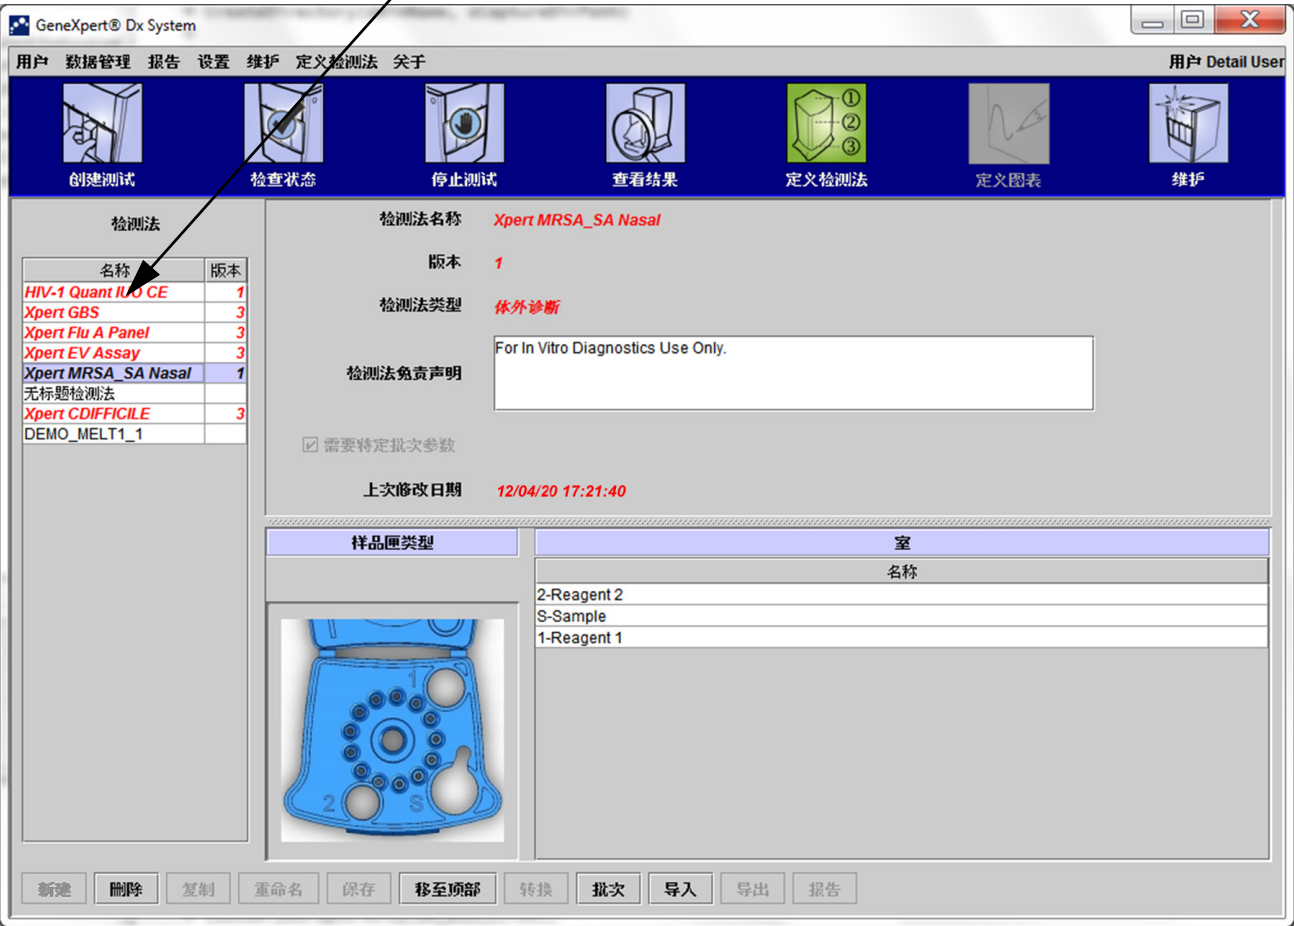 GeneXpert® Dx System
用户 数据管理 报告 设置 维护 定义检测法 关于 用户 Detail User
创建测试 检查状态 停止测试 查看结果 定义检测法 定义图表 维护
检测法
名称 版本
HIV-1 Quant IUO CE 1
Xpert GBS 3
Xpert Flu A Panel 3
Xpert EV Assay 3
Xpert MRSA_SA Nasal 1
无标题检测法
Xpert CDIFFICILE 3
DEMO_MELT1_1
检测法名称 Xpert MRSA_SA Nasal
版本 1
检测法类型 体外诊断
检测法免责声明 For In Vitro Diagnostics Use Only.
需要特定批次参数
上次修改日期 12/04/20 17:21:40
样品匣类型
室
名称
2-Reagent 2
S-Sample
1-Reagent 1
1
2 S
新建 删除 复制 重命名 保存 移至顶部 转换 批次 导入 导出 报告